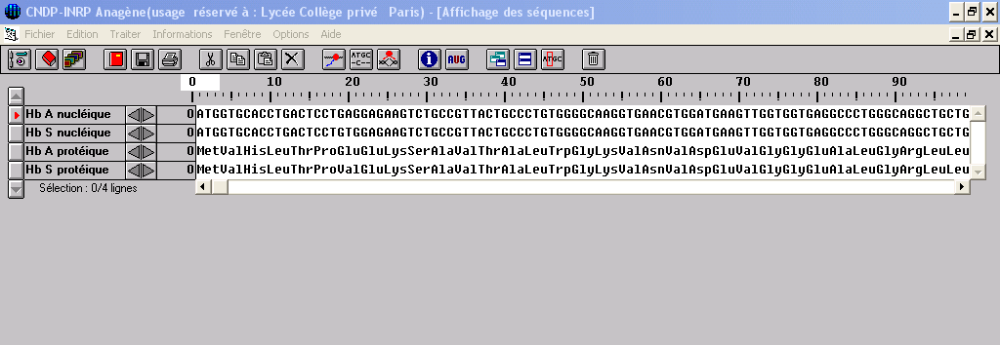 CNDP-INRP Anagène(usage réservé à : Lycée Collège privé Paris) - [Affichage des séquences]
Fichier Edition Traiter Informations Fenêtre Options Aide
ATGC -C-- AUG ATGC
0 10 20 30 40 50 60 70 80 90
Hb A nucléique 0 ATGGTGCACCTGACTCCTGAGGAGAAGTCTGCCGTTACTGCCCTGTGGGGCAAGGTGAACGTGGATGAAGTTGGTGGTGAGGCCCTGGGCAGGCTGCTG
Hb S nucléique 0 ATGGTGCACCTGACTCCTGTGGAGAAGTCTGCCGTTACTGCCCTGTGGGGCAAGGTGAACGTGGATGAAGTTGGTGGTGAGGCCCTGGGCAGGCTGCTG
Hb A protéique 0 MetValHisLeuThrProGluGluLysSerAlaValThrAlaLeuTrpGlyLysValAsnValAspGluValGlyGlyGluAlaLeuGlyArgLeuLeu
Hb S protéique 0 MetValHisLeuThrProValGluLysSerAlaValThrAlaLeuTrpGlyLysValAsnValAspGluValGlyGlyGluAlaLeuGlyArgLeuLeu
Sélection : 0/4 lignes